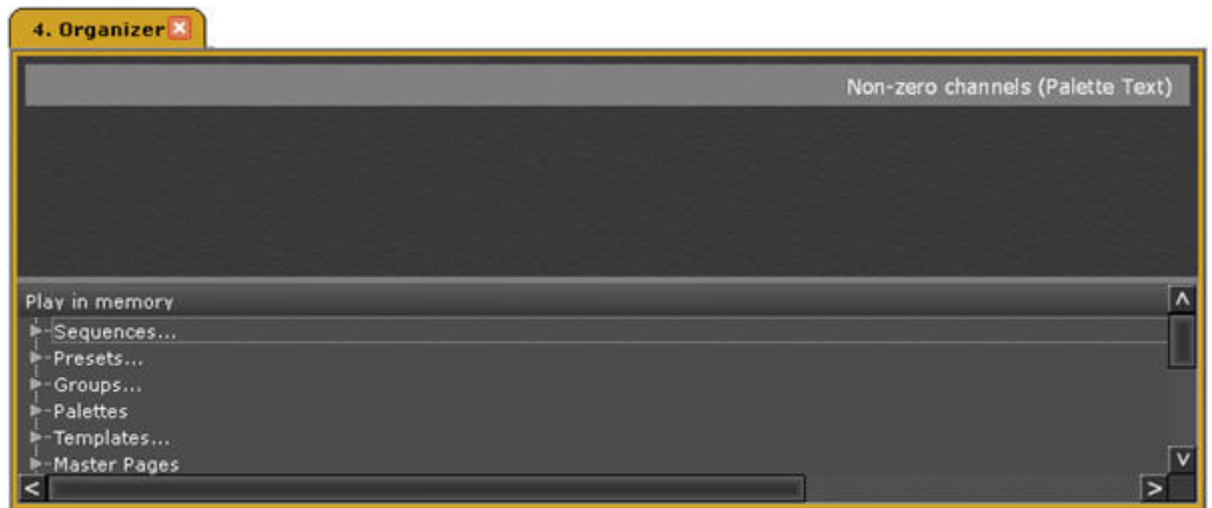 4. Organizer
Non-zero channels (Palette Text)
Play in memory
Sequences...
Presets...
Groups...
Palettes
Templates...
Master Pages